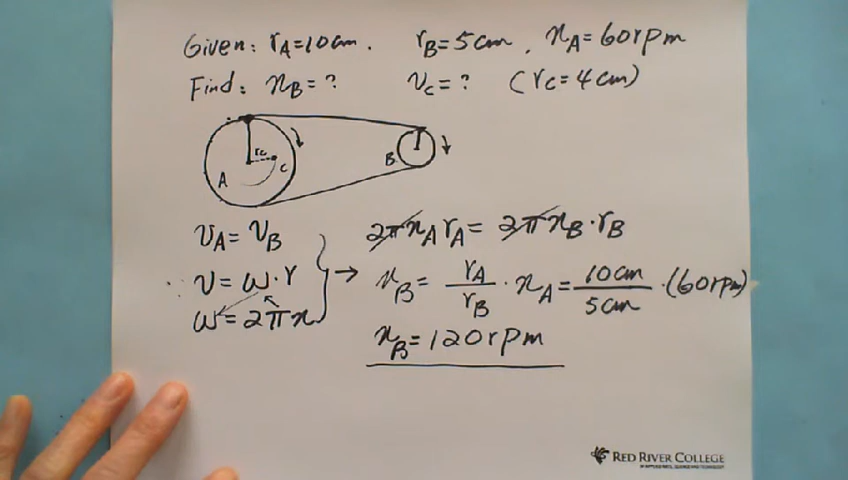 Given: rA=10cm. rB=5cm, nA=60rpm
Find: nB=? vC=? (rC=4cm)
rC
C
A
B
vA=vB
2πnArA=2πnB·rB
∴ v=ω·r
nB=rA/rB·nA=10cm/5cm·(60rpm)
ω=2πn
nB=120rpm
RED RIVER COLLEGE